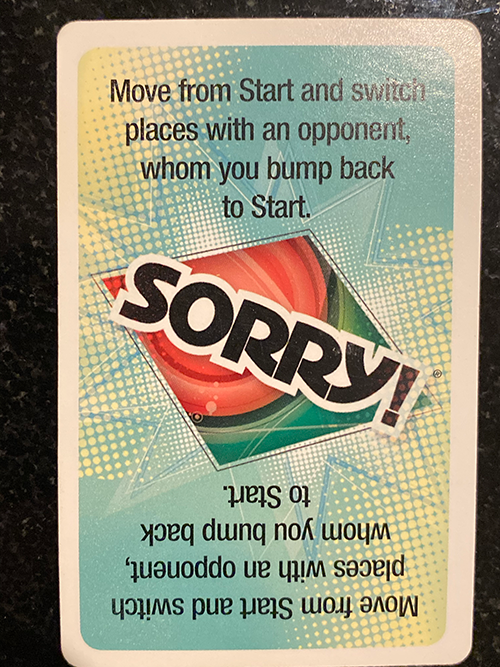 Move from Start and switch
places with an opponent,
whom you bump back
to Start.
SORRY!
®
Move from Start and switch
places with an opponent,
whom you bump back
to Start.